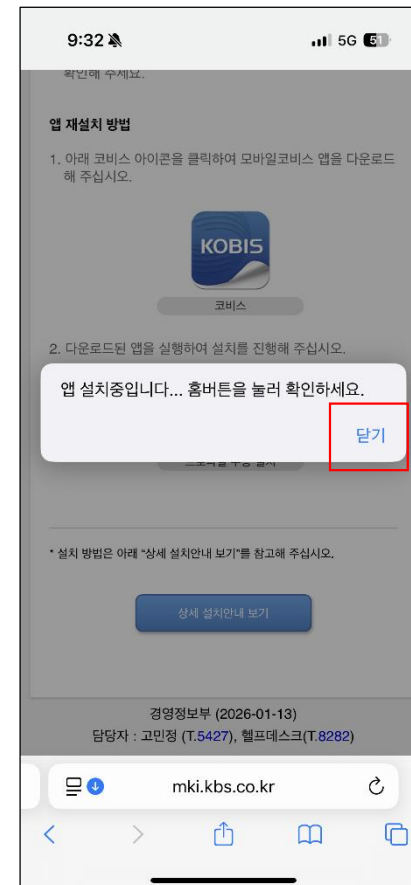 9:32
5G 51
확인해 주세요.
앱 재설치 방법
1. 아래 코비스 아이콘을 클릭하여 모바일코비스 앱을 다운로드
해 주십시오.
KOBIS
코비스
2. 다운로드된 앱을 실행하여 설치를 진행해 주십시오.
앱 설치중입니다... 홈버튼을 눌러 확인하세요.
닫기
* 설치 방법은 아래 “상세 설치안내 보기”를 참고해 주십시오.
상세 설치안내 보기
경영정보부 (2026-01-13)
담당자 : 고민정 (T.5427), 헬프데스크(T.8282)
mki.kbs.co.kr